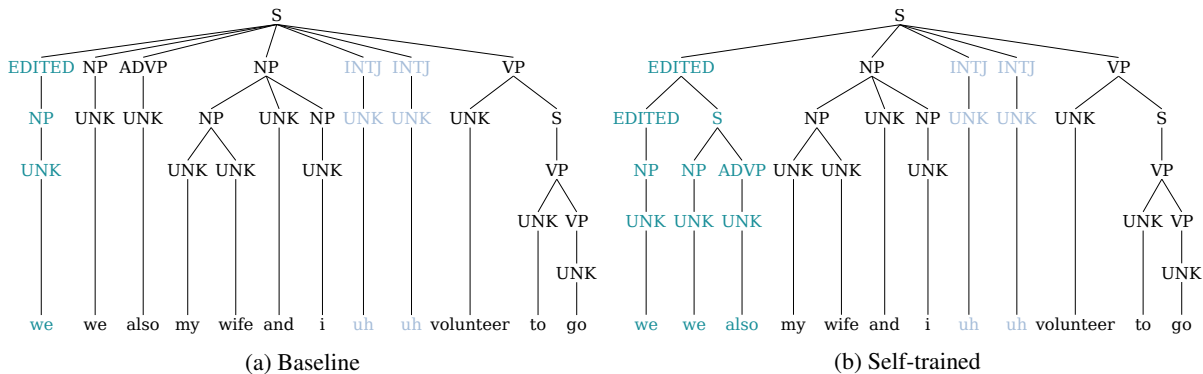 S S
EDITED NP ADVP NP INTJ INTJ VP EDITED NP INTJ INTJ VP
NP UNK UNK NP UNK NP UNK UNK UNK S EDITED S NP UNK NP UNK UNK UNK S
UNK UNK UNK UNK VP NP NP ADVP UNK UNK UNK VP
UNK VP UNK UNK UNK UNK VP
UNK UNK
we we also my wife and i uh uh volunteer to go we we also my wife and i uh uh volunteer to go
(a) Baseline (b) Self-trained